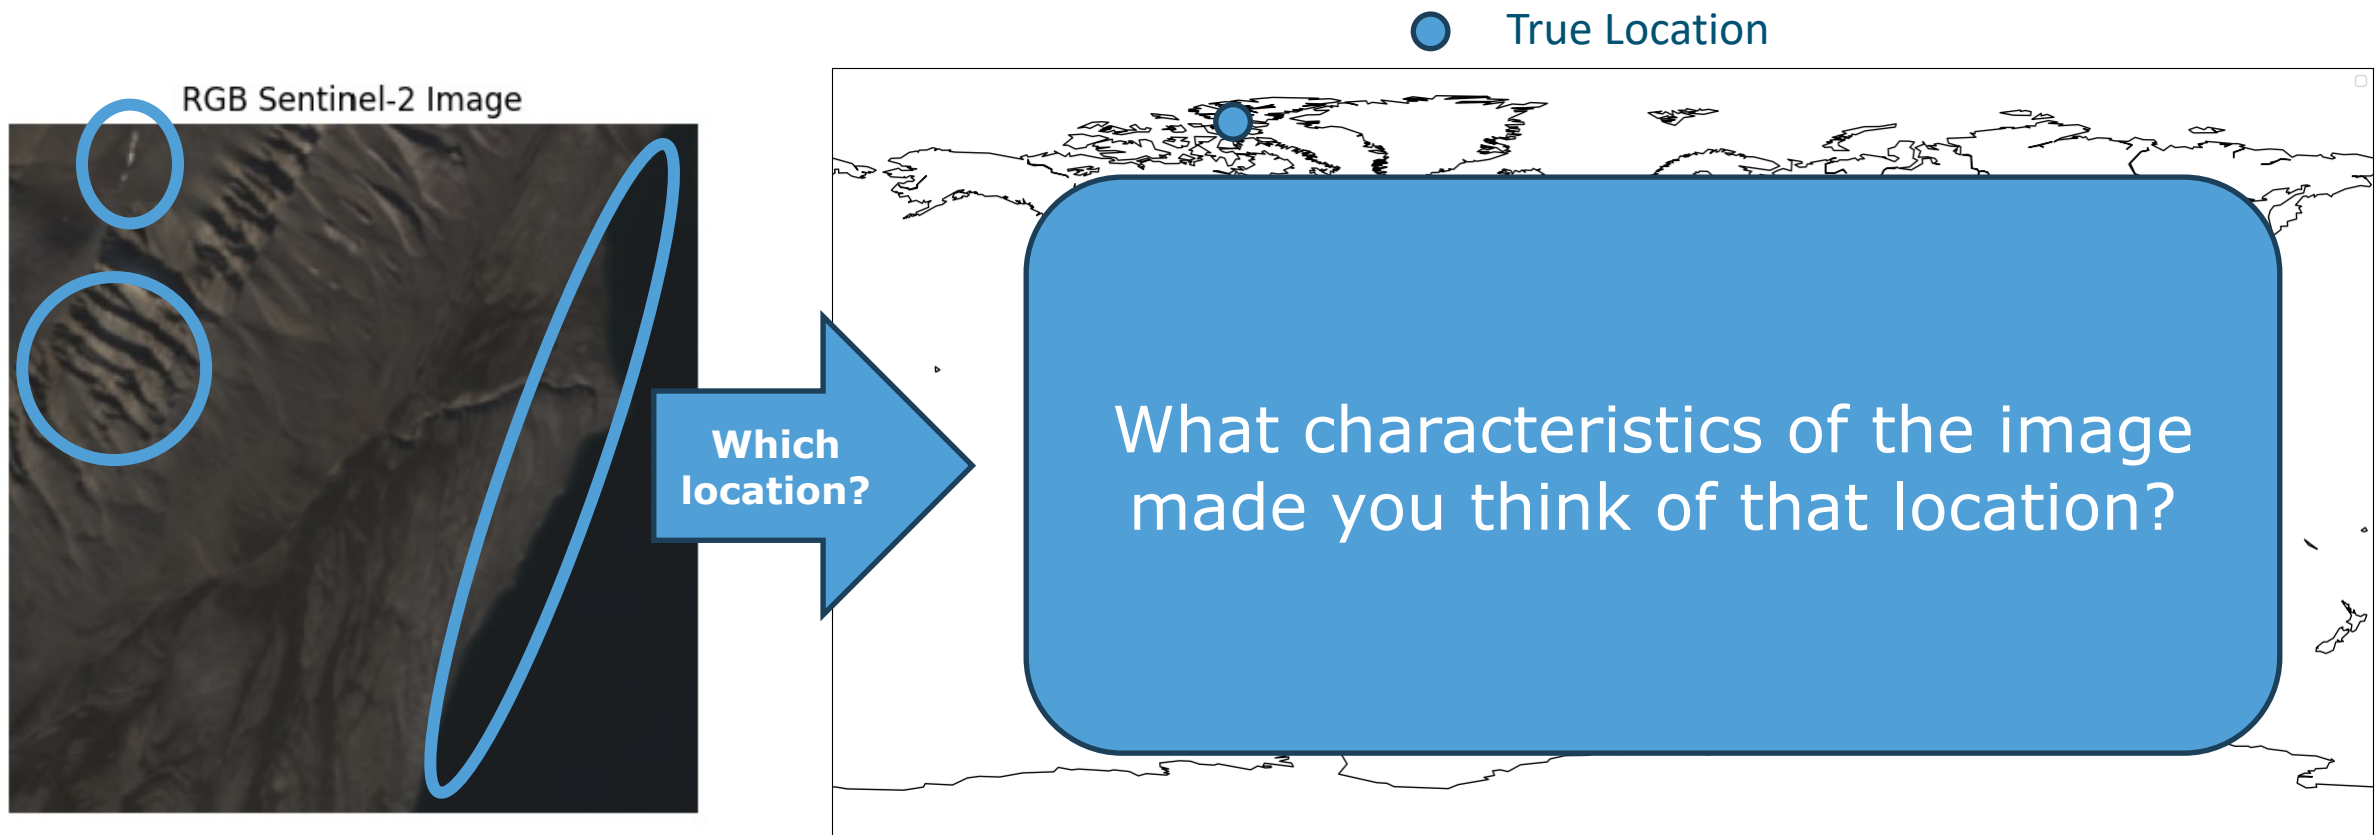 True Location
RGB Sentinel-2 Image
Which
location?
What characteristics of the image
made you think of that location?